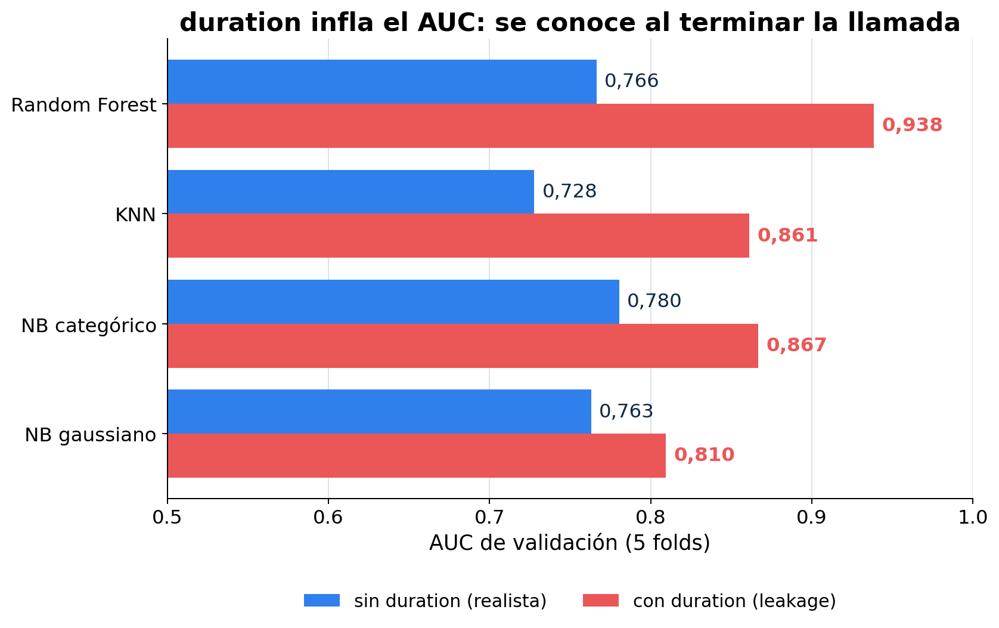 duration infla el AUC: se conoce al terminar la llamada
Random Forest
0,766
0,938
KNN
0,728
0,861
NB categórico
0,780
0,867
NB gaussiano
0,763
0,810
0.5 0.6 0.7 0.8 0.9 1.0
AUC de validación (5 folds)
sin duration (realista) con duration (leakage)